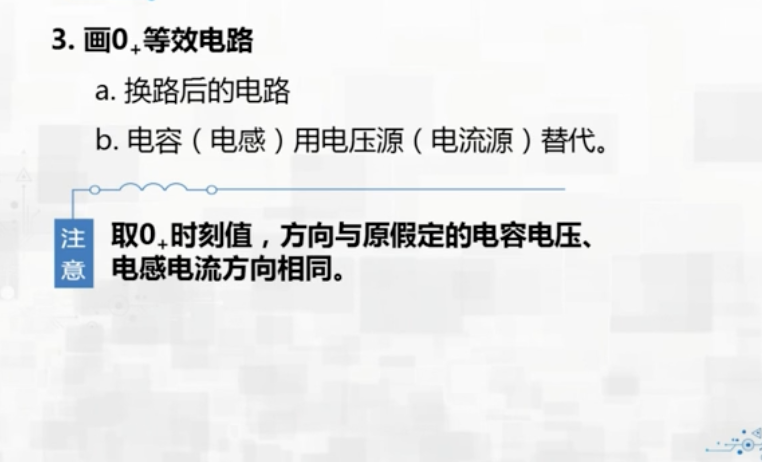 3. 画0+等效电路
a. 换路后的电路
b. 电容（电感）用电压源（电流源）替代。
注意
取0+时刻值，方向与原假定的电容电压、
电感电流方向相同。